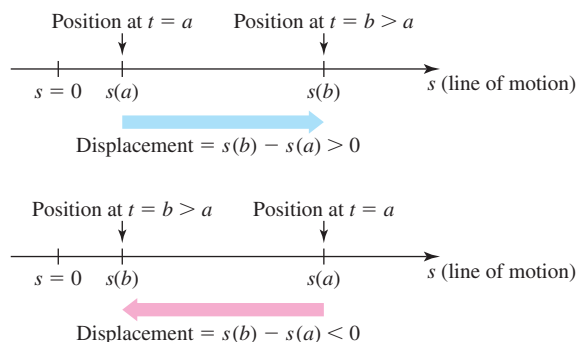 Position at t = a Position at t = b > a
s = 0 s(a) s(b) s (line of motion)
Displacement = s(b) − s(a) > 0
Position at t = b > a Position at t = a
s = 0 s(b) s(a) s (line of motion)
Displacement = s(b) − s(a) < 0